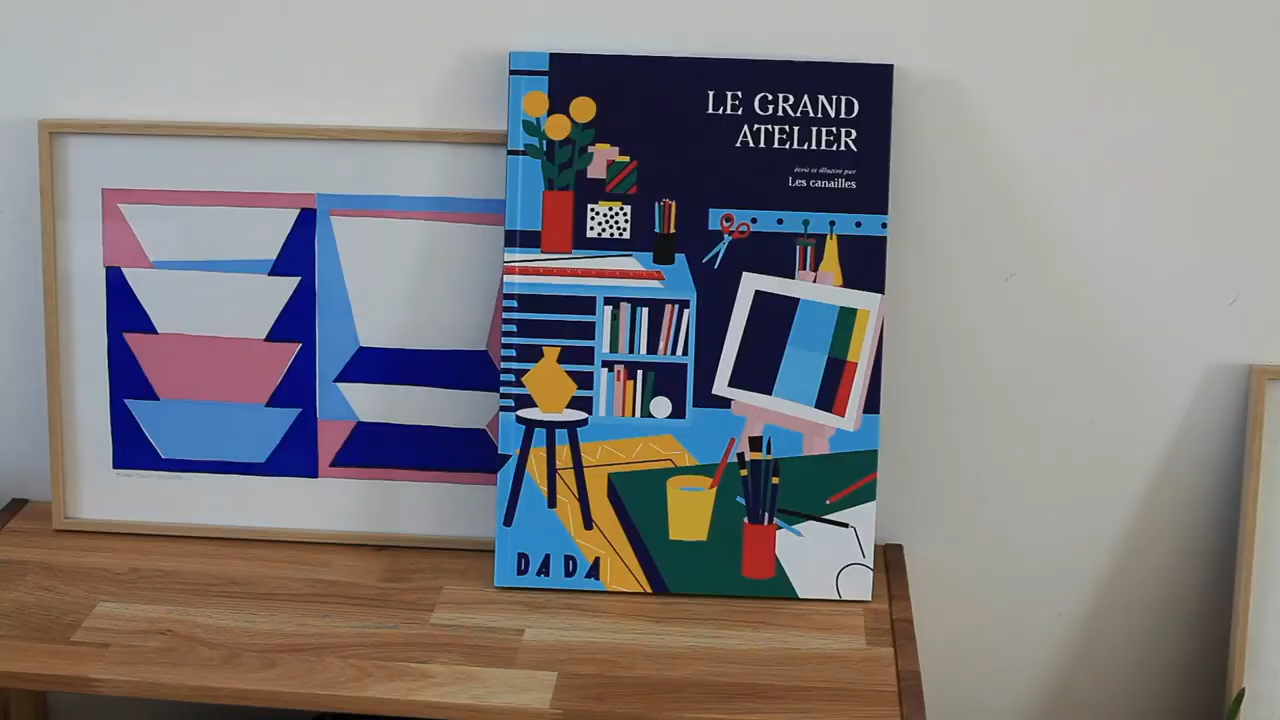 LE GRAND
ATELIER
écrit et illustré par
Les canailles
DADA